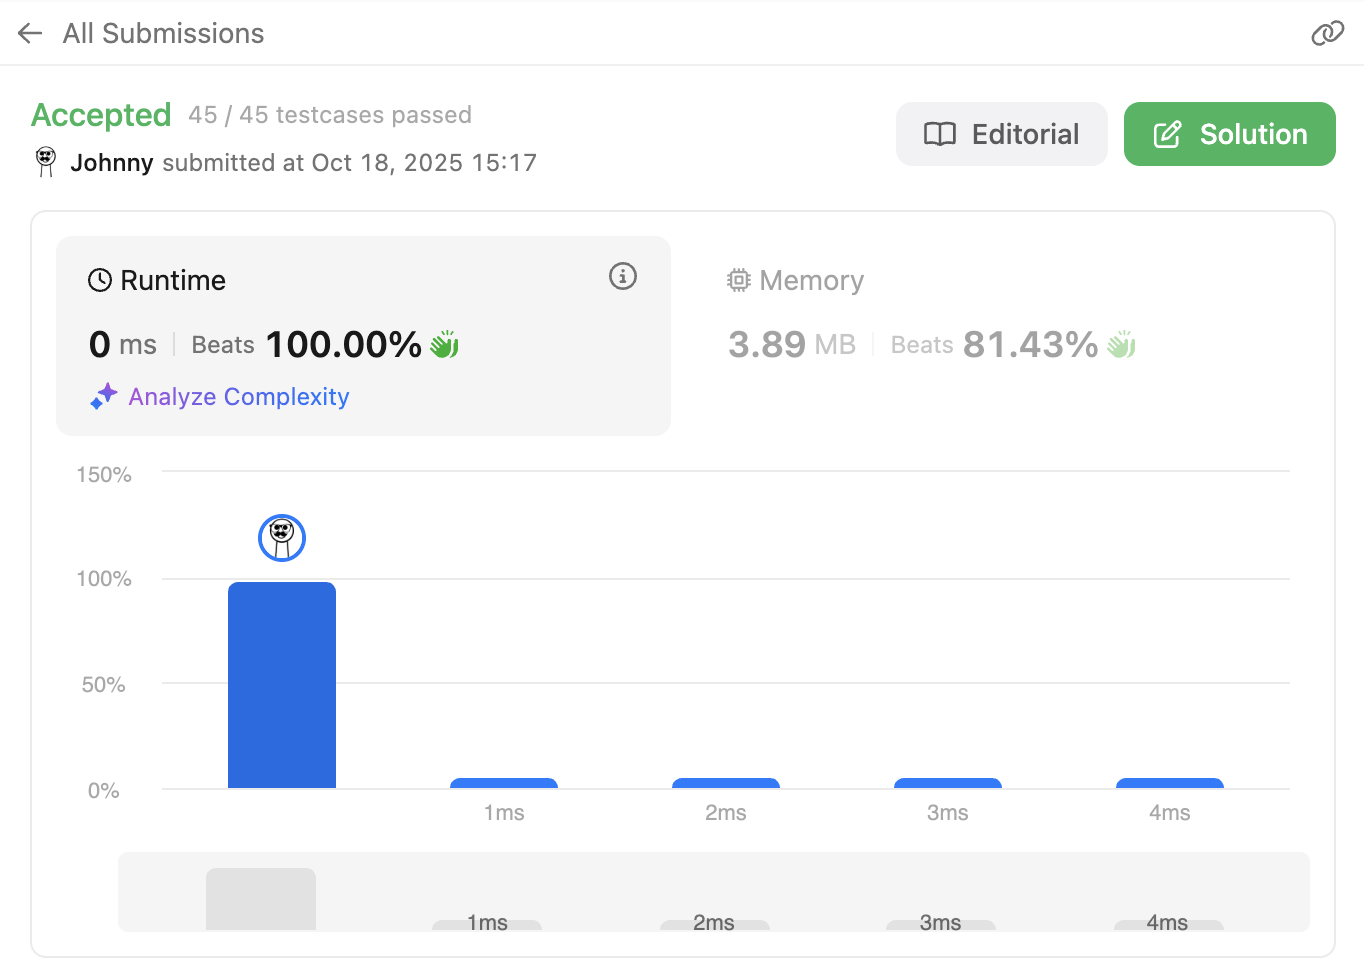 All Submissions
Accepted 45 / 45 testcases passed
Johnny submitted at Oct 18, 2025 15:17
Editorial
Solution
Runtime
0 ms Beats 100.00%
Analyze Complexity
Memory
3.89 MB Beats 81.43%
150%
100%
50%
0%
1ms 2ms 3ms 4ms
1ms 2ms 3ms 4ms